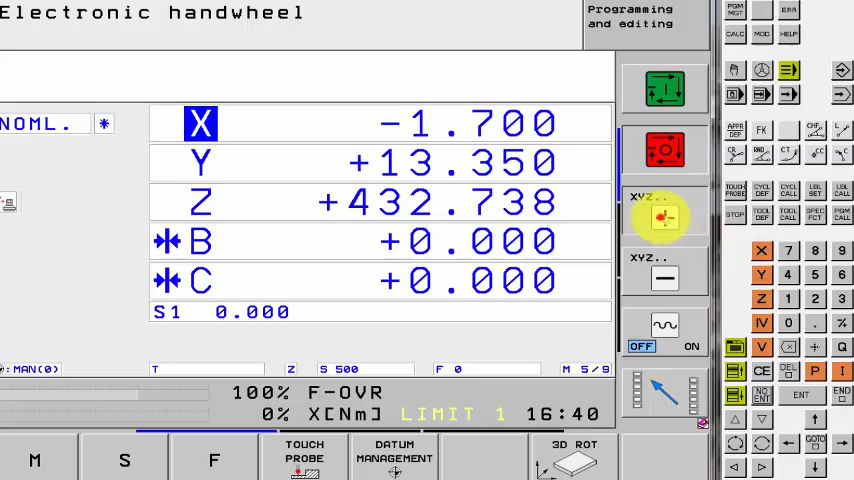 Electronic handwheel
Programming
and editing
NOML. *
X -1.700
Y +13.350
Z +432.738
B +0.000
C +0.000
S1 0.000
:MAN(0) T Z S 500 F 0 M 5/9
100% F-OVR
0% X[Nm] LIMIT 1 16:40
M S F
TOUCH
PROBE
DATUM
MANAGEMENT
3D ROT
XYZ..
XYZ..
OFF ON
PGM
MGT
ERR
CALC MOD HELP
APPR
DEP
FK
CHF
L
CR
RND
CT
CC
C
TOUCH
PROBE
CYCL
DEF
CYCL
CALL
LBL
SET
LBL
CALL
STOP
TOOL
DEF
TOOL
CALL
SPEC
FCT
PGM
CALL
X 7 8 9
Y 4 5 6
Z 1 2 3
IV 0 .
V + Q
CE
DEL
P I
NO
ENT
ENT
END
GOTO